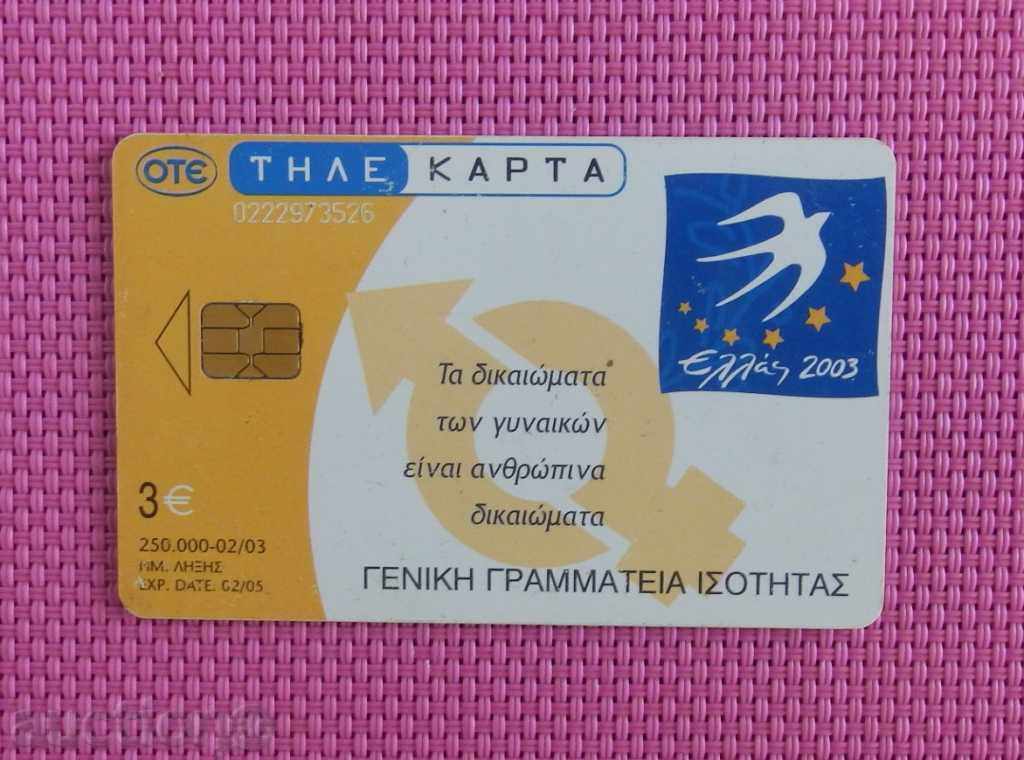 OTE ΤΗΛΕ ΚΑΡΤΑ
0222973526
Ελλάς 2003
Τα δικαιώματα
των γυναικών
είναι ανθρώπινα
δικαιώματα
3€
250.000-02/03
ΗΜ. ΛΗΞΗΣ
EXP. DATE: 02/05
ΓΕΝΙΚΗ ΓΡΑΜΜΑΤΕΙΑ ΙΣΟΤΗΤΑΣ